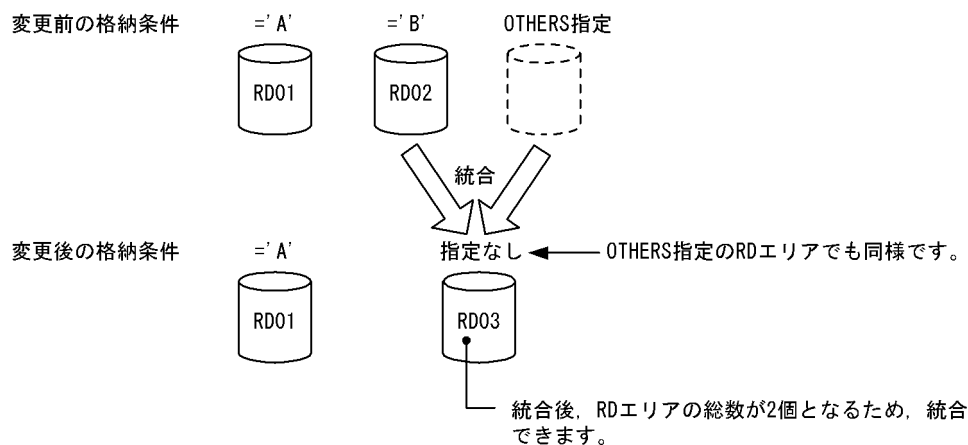 変更前の格納条件 ='A' ='B' OTHERS指定
RD01 RD02
統合
変更後の格納条件 ='A' 指定なし OTHERS指定のRDエリアでも同様です。
RD01 RD03
統合後，RDエリアの総数が2個となるため，統合
できます。